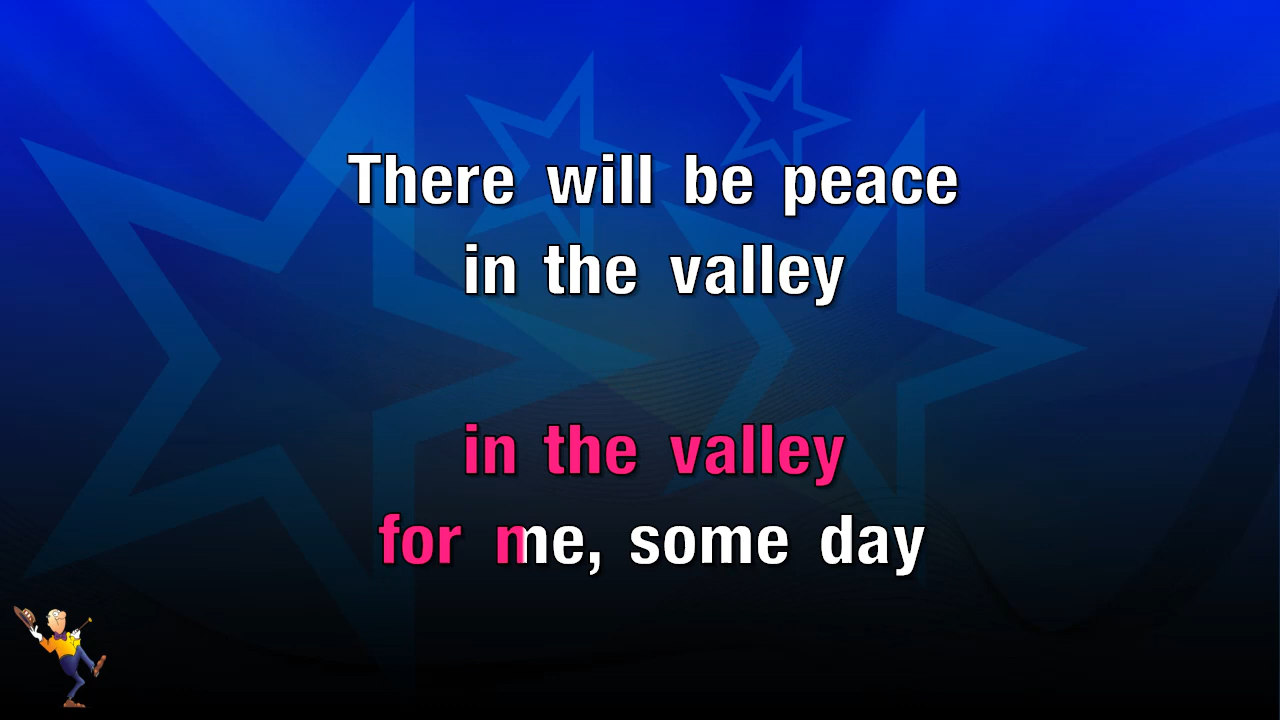 There will be peace
in the valley
in the valley
for me, some day